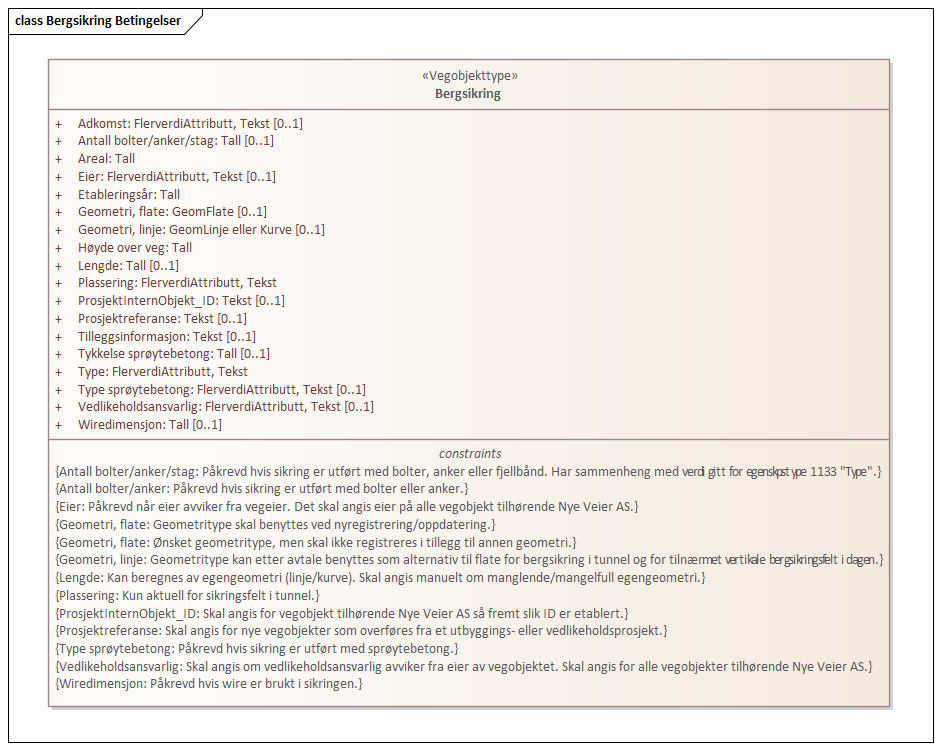 class Bergsikring Betingelser
«Vegobjekttype»
Bergsikring
+ Adkomst: FlerverdiAttributt, Tekst [0..1]
+ Antall bolter/anker/stag: Tall [0..1]
+ Areal: Tall
+ Eier: FlerverdiAttributt, Tekst [0..1]
+ Etableringsår: Tall
+ Geometri, flate: GeomFlate [0..1]
+ Geometri, linje: GeomLinje eller Kurve [0..1]
+ Høyde over veg: Tall
+ Lengde: Tall [0..1]
+ Plassering: FlerverdiAttributt, Tekst
+ ProsjektInternObjekt_ID: Tekst [0..1]
+ Prosjektreferanse: Tekst [0..1]
+ Tilleggsinformasjon: Tekst [0..1]
+ Tykkelse sprøytebetong: Tall [0..1]
+ Type: FlerverdiAttributt, Tekst
+ Type sprøytebetong: FlerverdiAttributt, Tekst [0..1]
+ Vedlikeholdsansvarlig: FlerverdiAttributt, Tekst [0..1]
+ Wiredimensjon: Tall [0..1]
constraints
{Antall bolter/anker/stag: Påkrevd hvis sikring er utført med bolter, anker eller fjellbånd. Har sammenheng med verdi gitt for egenskpstype 1133 "Type".}
{Antall bolter/anker: Påkrevd hvis sikring er utført med bolter eller anker.}
{Eier: Påkrevd når eier avviker fra vegeier. Det skal angis eier på alle vegobjekt tilhørende Nye Veier AS.}
{Geometri, flate: Geometritype skal benyttes ved nyregistrering/oppdatering.}
{Geometri, flate: Ønsket geometritype, men skal ikke registreres i tillegg til annen geometri.}
{Geometri, linje: Geometritype kan etter avtale benyttes som alternativ til flate for bergsikring i tunnel og for tilnærmet vertikale bergsikringsfelt i dagen.}
{Lengde: Kan beregnes av egengeometri (linje/kurve). Skal angis manuelt om manglende/mangelfull egengeometri.}
{Plassering: Kun aktuell for sikringsfelt i tunnel.}
{ProsjektInternObjekt_ID: Skal angis for vegobjekt tilhørende Nye Veier AS så fremt slik ID er etablert.}
{Prosjektreferanse: Skal angis for nye vegobjekter som overføres fra et utbyggings- eller vedlikeholdsprosjekt.}
{Type sprøytebetong: Påkrevd hvis sikring er utført med sprøytebetong.}
{Vedlikeholdsansvarlig: Skal angis om vedlikeholdsansvarlig avviker fra eier av vegobjektet. Skal angis for alle vegobjekter tilhørende Nye Veier AS.}
{Wiredimensjon: Påkrevd hvis wire er brukt i sikringen.}